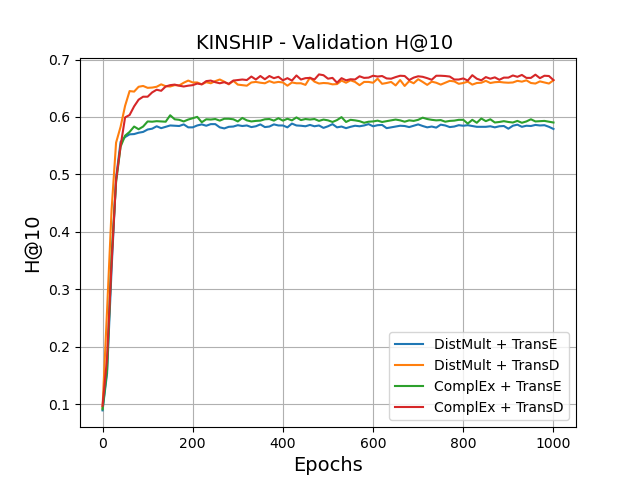 KINSHIP - Validation H@10
H@10
0.7
0.6
0.5
0.4
0.3
0.2
0.1
0
200
400
600
800
1000
Epochs
DistMult + TransE
DistMult + TransD
ComplEx + TransE
ComplEx + TransD